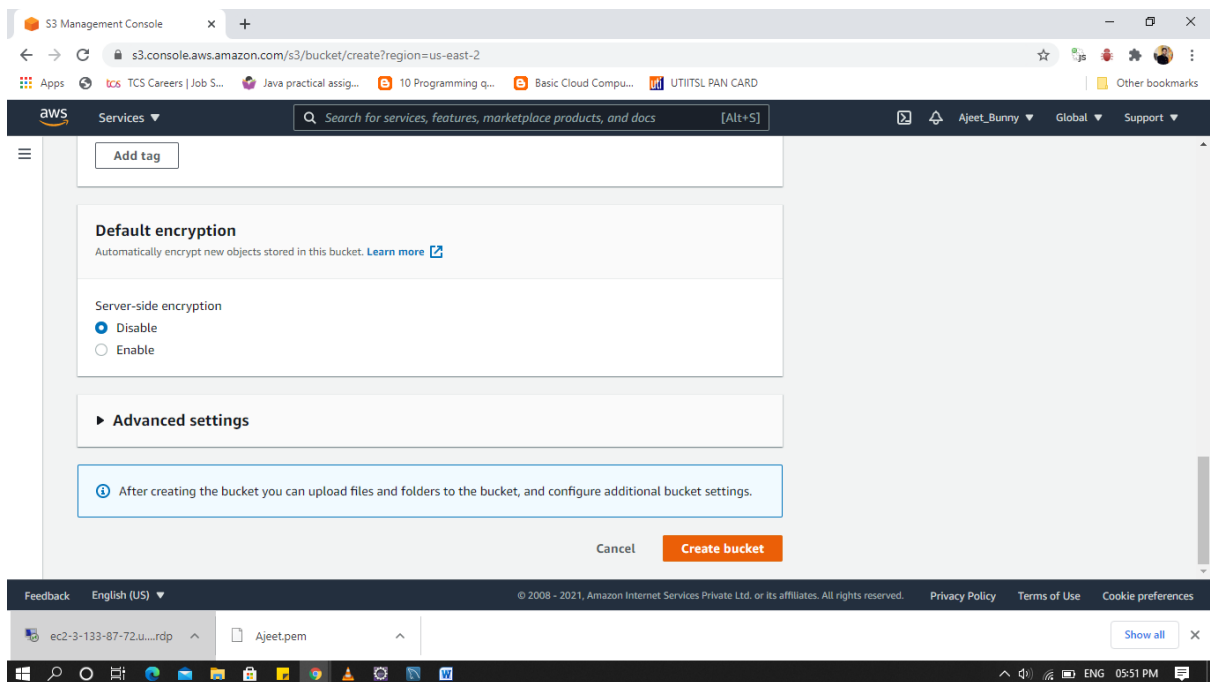 S3 Management Console
s3.console.aws.amazon.com/s3/bucket/create?region=us-east-2
Apps tcs TCS Careers | Job S... Java practical assig... 10 Programming q... Basic Cloud Compu... UTIITSL PAN CARD Other bookmarks
aws Services ▼ Search for services, features, marketplace products, and docs [Alt+S] Ajeet_Bunny ▼ Global ▼ Support ▼
Add tag
Default encryption
Automatically encrypt new objects stored in this bucket. Learn more
Server-side encryption
Disable
Enable
Advanced settings
After creating the bucket you can upload files and folders to the bucket, and configure additional bucket settings.
Cancel Create bucket
Feedback English (US) ▼ © 2008 - 2021, Amazon Internet Services Private Ltd. or its affiliates. All rights reserved. Privacy Policy Terms of Use Cookie preferences
ec2-3-133-87-72.u....rdp Ajeet.pem Show all
ENG 05:51 PM